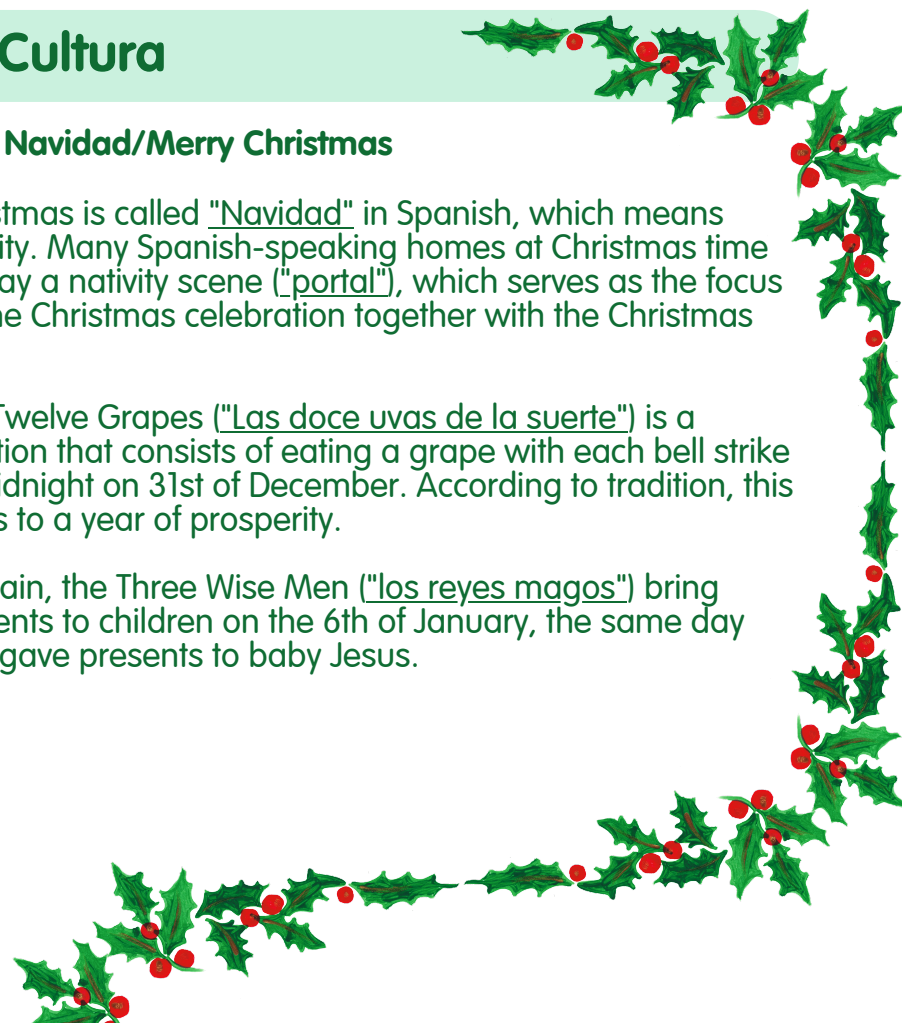 Cultura
Navidad/Merry Christmas
stmas is called "Navidad" in Spanish, which means
ity. Many Spanish-speaking homes at Christmas time
ay a nativity scene ("portal"), which serves as the focus
he Christmas celebration together with the Christmas
Twelve Grapes ("Las doce uvas de la suerte") is a
tion that consists of eating a grape with each bell strike
idnight on 31st of December. According to tradition, this
s to a year of prosperity.
ain, the Three Wise Men ("los reyes magos") bring
ents to children on the 6th of January, the same day
gave presents to baby Jesus.